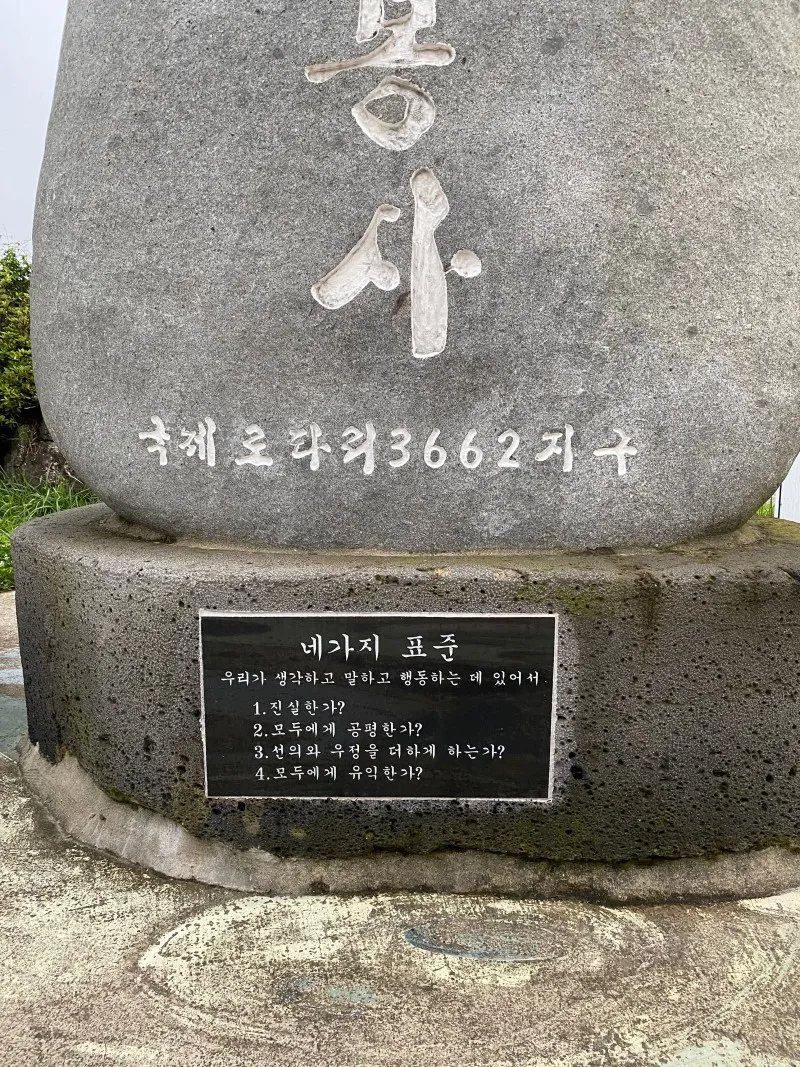 봉
사
국제로타리3662지구
네가지 표준
우리가 생각하고 말하고 행동하는 데 있어서
1.진실한가?
2.모두에게 공평한가?
3.선의와 우정을 더하게 하는가?
4.모두에게 유익한가?